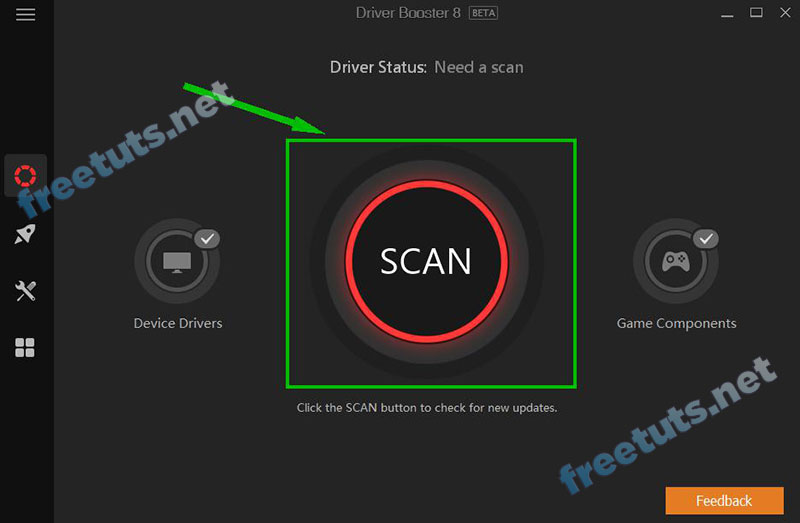 Driver Booster 8 BETA
Driver Status: Need a scan
freetuts.net
SCAN
Device Drivers
Game Components
Click the SCAN button to check for new updates.
freetuts.net
Feedback